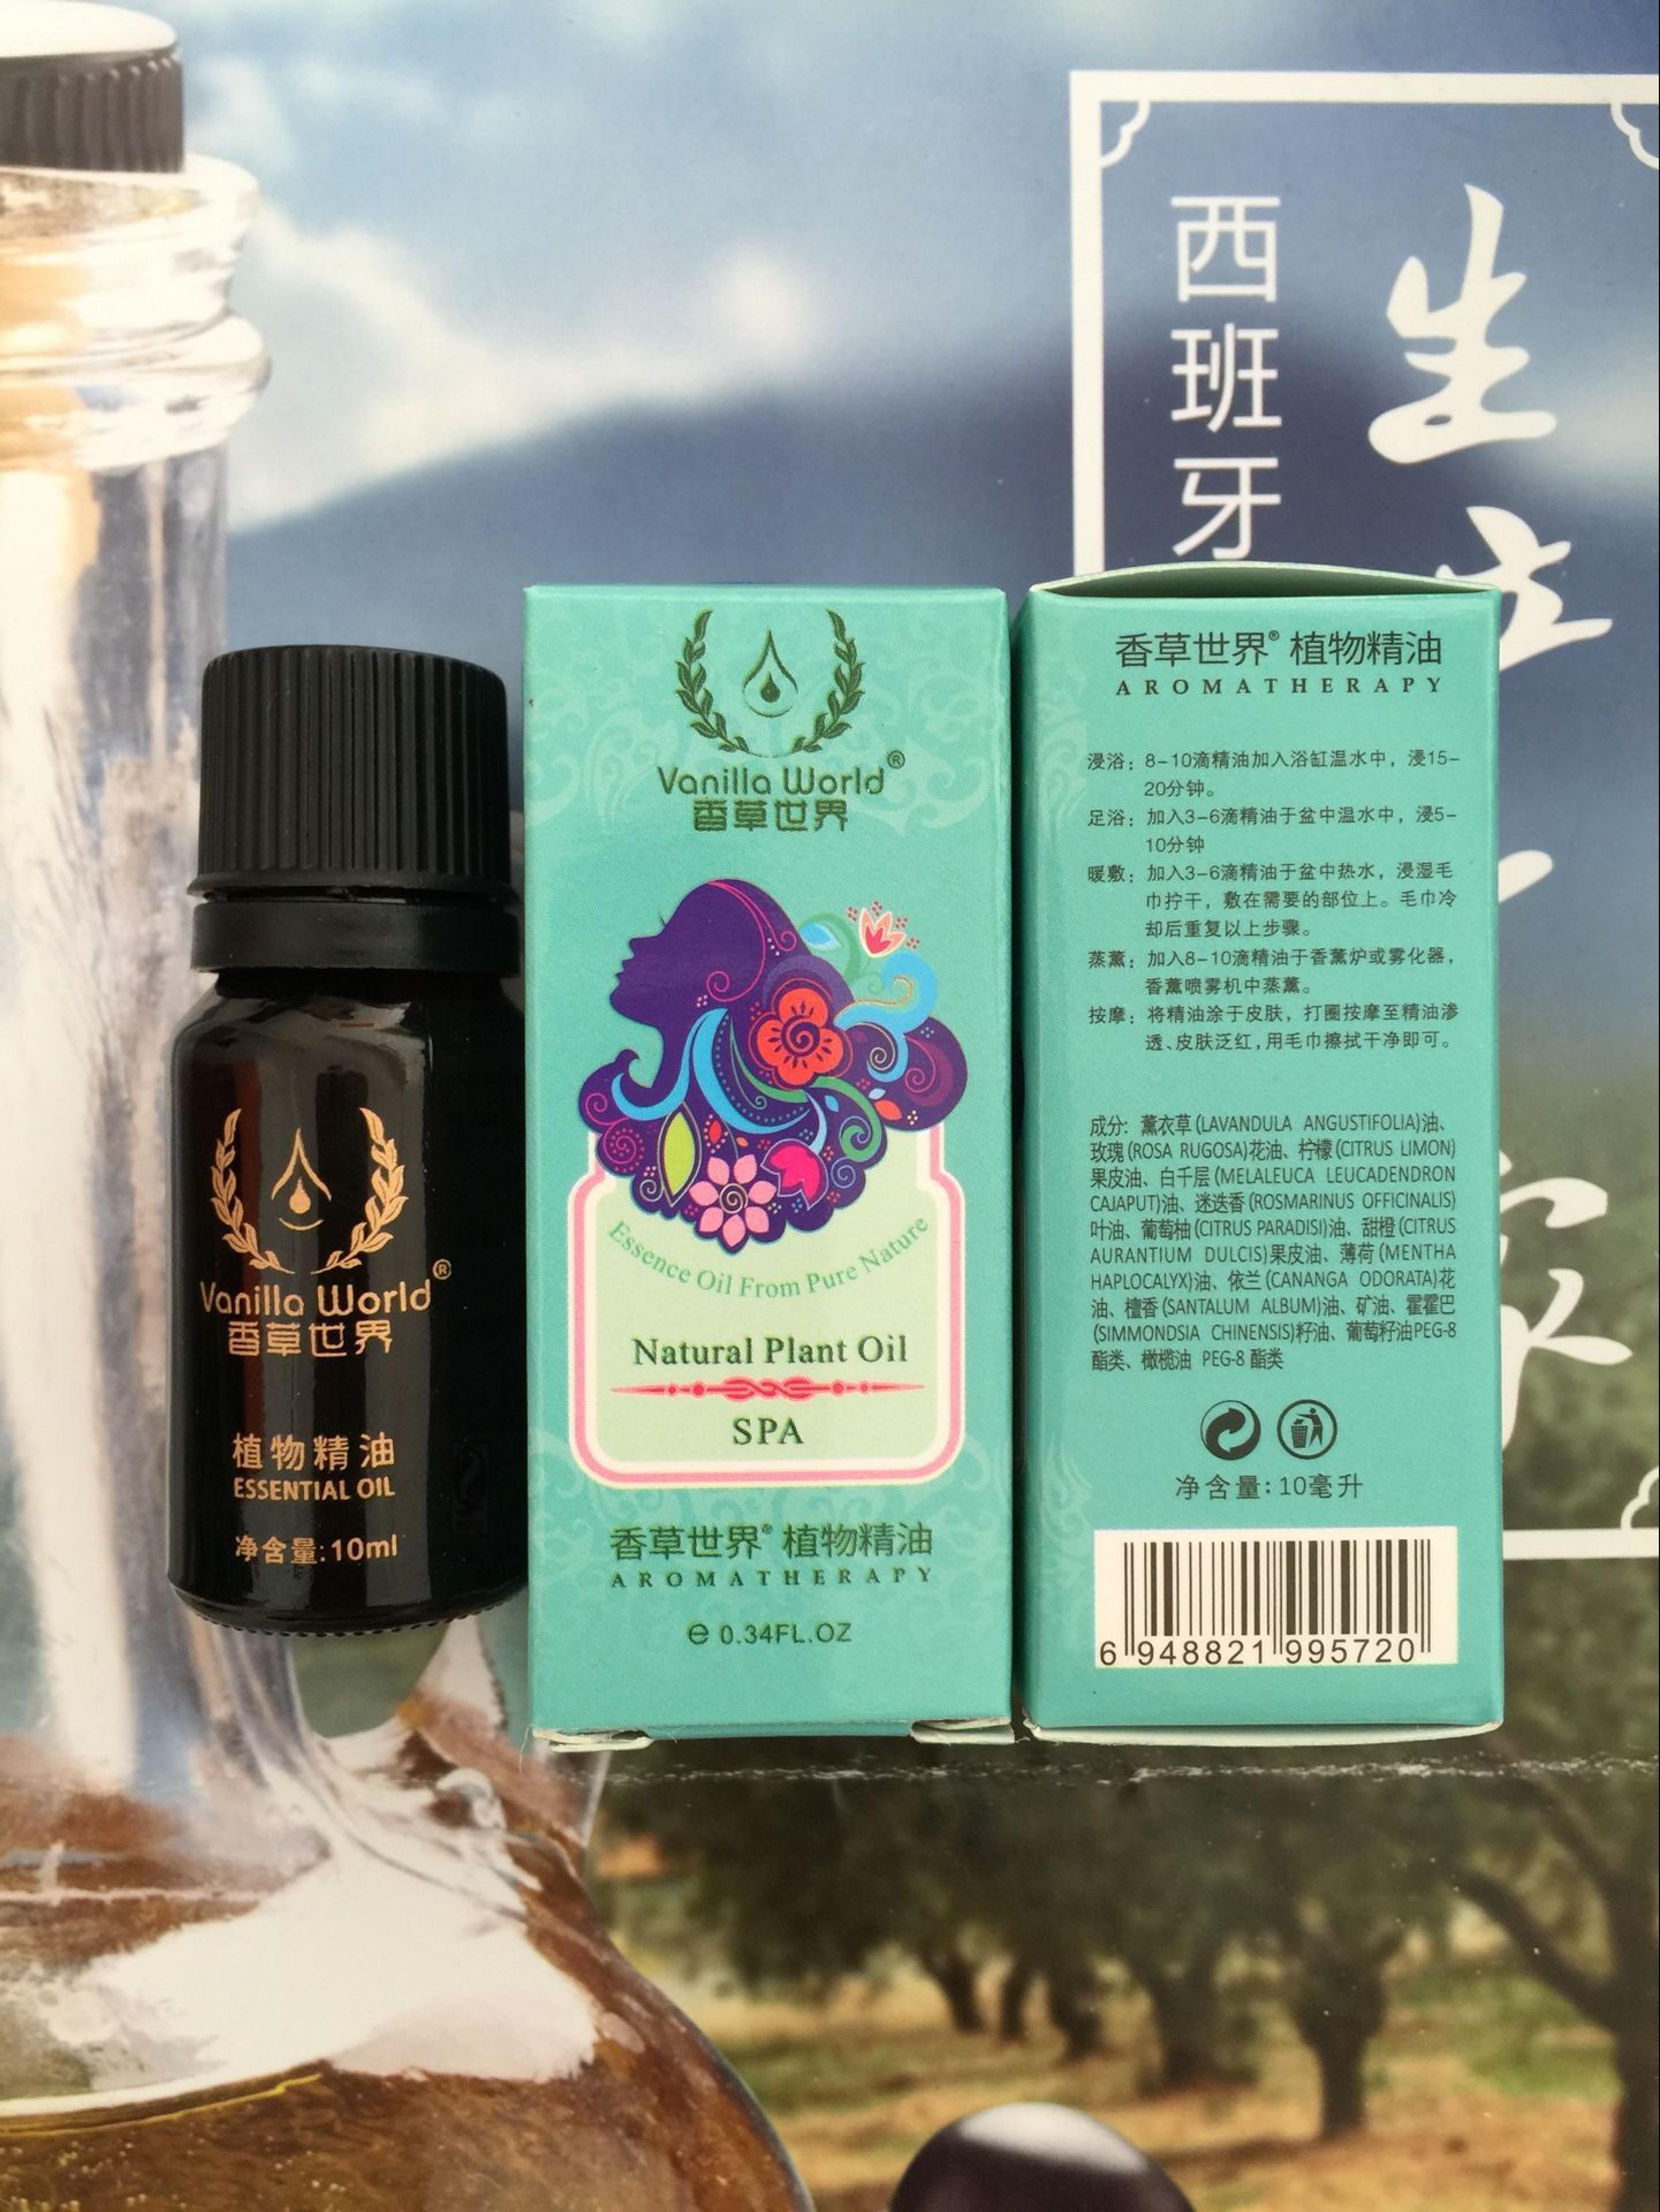 西班牙
生
Vanilla World®
香草世界
植物精油
ESSENTIAL OIL
净含量:10ml
Vanilla World®
香草世界
Essence Oil From Pure Nature
Natural Plant Oil
SPA
香草世界® 植物精油
AROMATHERAPY
℮ 0.34FL.OZ
香草世界® 植物精油
AROMATHERAPY
浸浴：8-10滴精油加入浴缸温水中，浸15-
20分钟。
足浴：加入3-6滴精油于盆中温水中，浸5-
10分钟
暖敷：加入3-6滴精油于盆中热水，浸湿毛
巾拧干，敷在需要的部位上。毛巾冷
却后重复以上步骤。
蒸薰：加入8-10滴精油于香薰炉或雾化器，
香薰喷雾机中蒸薰。
按摩：将精油涂于皮肤，打圈按摩至精油渗
透、皮肤泛红，用毛巾擦拭干净即可。
成分: 薰衣草(LAVANDULA ANGUSTIFOLIA)油、
玫瑰(ROSA RUGOSA)花油、柠檬(CITRUS LIMON)
果皮油、白千层(MELALEUCA LEUCADENDRON
CAJAPUT)油、迷迭香(ROSMARINUS OFFICINALIS)
叶油、葡萄柚(CITRUS PARADISI)油、甜橙(CITRUS
AURANTIUM DULCIS)果皮油、薄荷(MENTHA
HAPLOCALYX)油、依兰(CANANGA ODORATA)花
油、檀香(SANTALUM ALBUM)油、矿油、霍霍巴
(SIMMONDSIA CHINENSIS)籽油、葡萄籽油PEG-8
酯类、橄榄油 PEG-8 酯类
净含量:10毫升
6 948821 995720